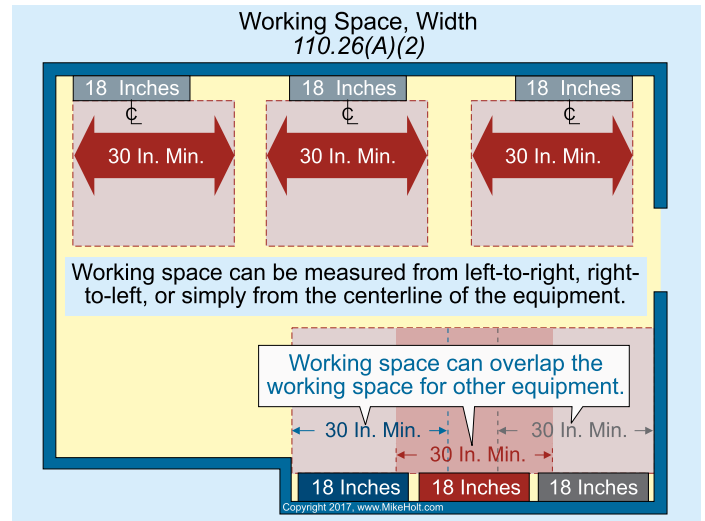 Working Space, Width
110.26(A)(2)
18 Inches
18 Inches
18 Inches
℄
℄
℄
30 In. Min.
30 In. Min.
30 In. Min.
Working space can be measured from left-to-right, right-
to-left, or simply from the centerline of the equipment.
Working space can overlap the
working space for other equipment.
30 In. Min.
30 In. Min.
30 In. Min.
18 Inches
18 Inches
18 Inches
Copyright 2017, www.MikeHolt.com